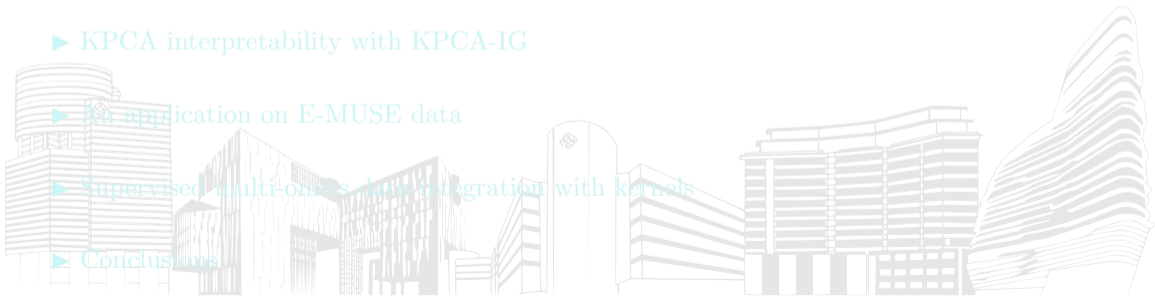 ▶ KPCA interpretability with KPCA-IG
▶ An application on E-MUSE data
▶ Supervised multi-omics data integration with kernels
▶ Conclusions